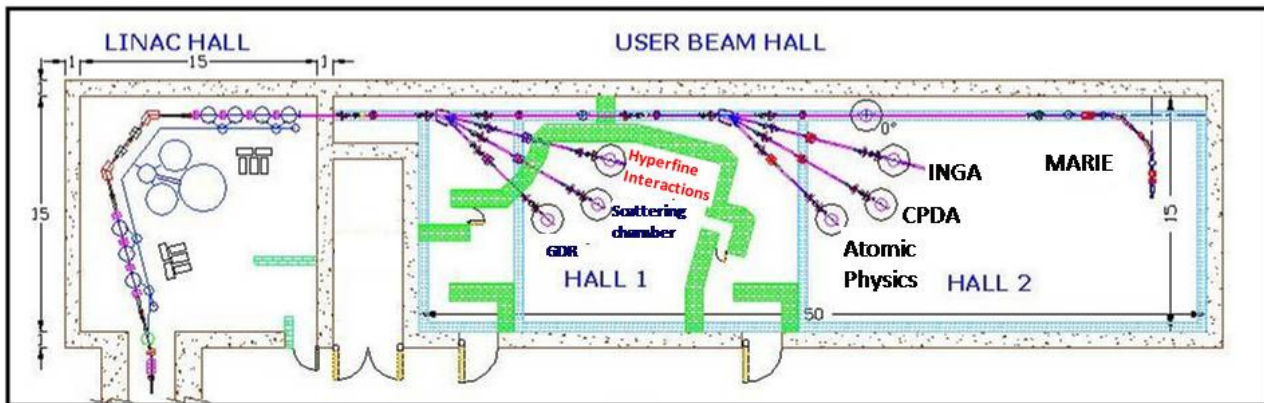 LINAC HALL
USER BEAM HALL
1
15
1
15
0°
Hyperfine
Interactions
INGA
MARIE
Scattering
chamber
CPDA
15
GDR
Atomic
Physics
HALL 1
HALL 2
50